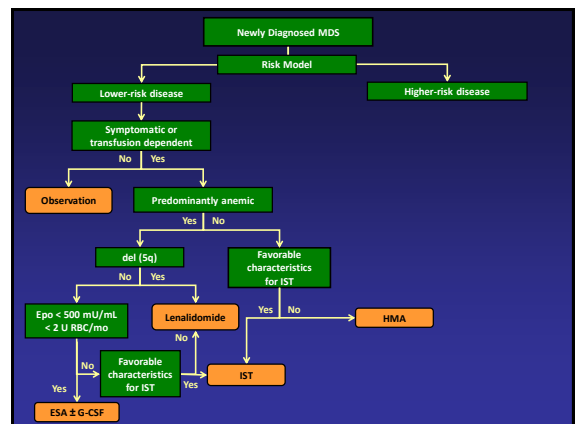 Newly Diagnosed MDS
Risk Model
Lower-risk disease
Higher-risk disease
Symptomatic or
transfusion dependent
No
Yes
Observation
Predominantly anemic
Yes
No
del (5q)
Favorable
characteristics
for IST
No
Yes
Epo < 500 mU/mL
< 2 U RBC/mo
Lenalidomide
Yes
No
HMA
No
No
Favorable
characteristics
for IST
Yes
IST
Yes
ESA ± G-CSF